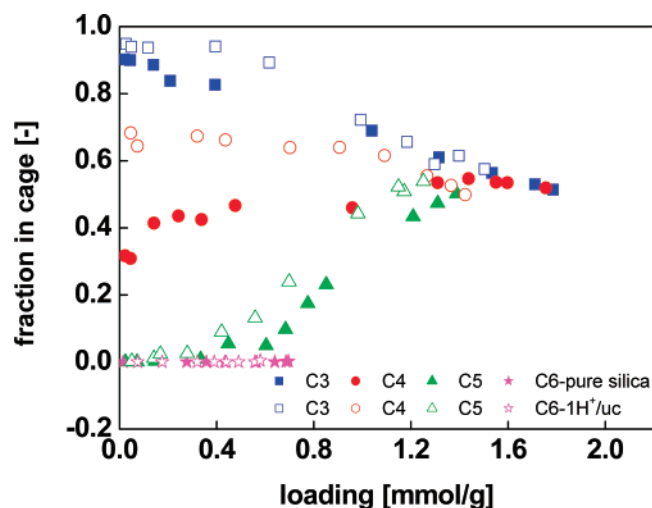 1.0
0.8
0.6
0.4
0.2
0.0
-0.2
fraction in cage [-]
C3 C4 C5 C6-pure silica
C3 C4 C5 C6-1H⁺/uc
0.0 0.4 0.8 1.2 1.6 2.0
loading [mmol/g]